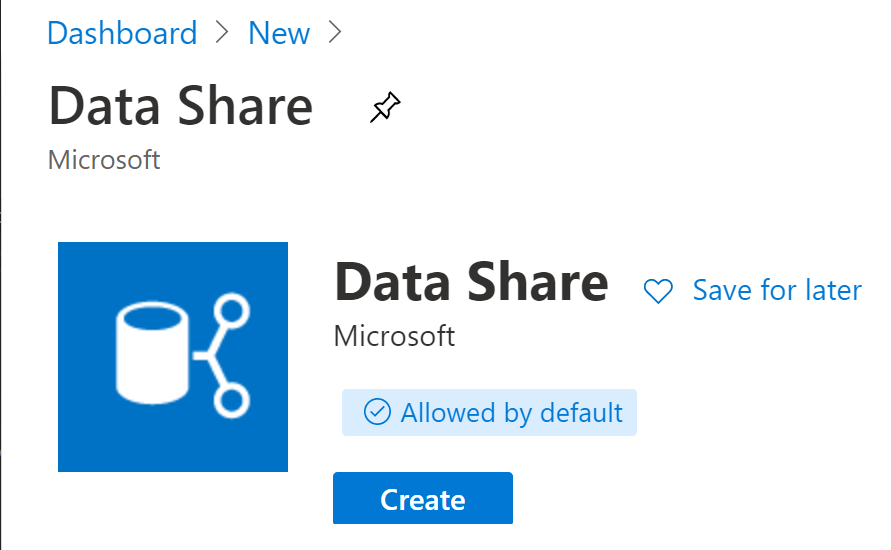 Dashboard > New >
Data Share
Microsoft
Data Share
Save for later
Microsoft
Allowed by default
Create